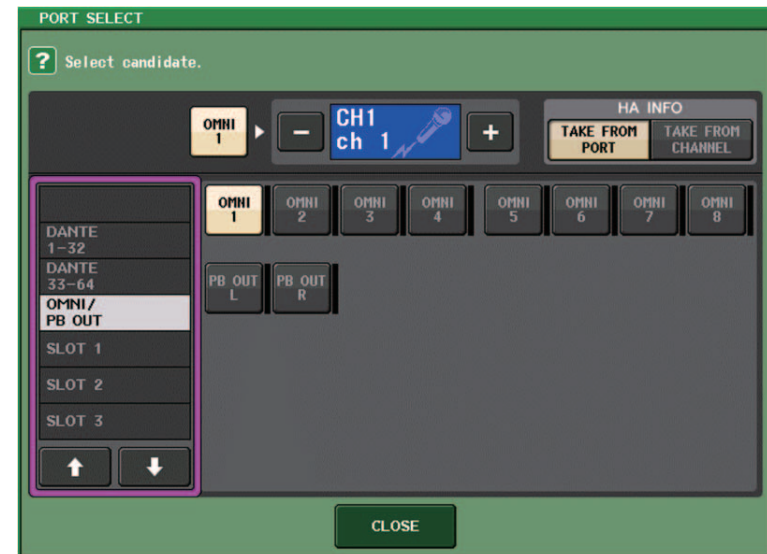 PORT SELECT
? Select candidate.
HA INFO
OMNI
1
−
CH1
ch 1
+
TAKE FROM
PORT
TAKE FROM
CHANNEL
DANTE
1-32
DANTE
33-64
OMNI/
PB OUT
SLOT 1
SLOT 2
SLOT 3
OMNI
1
OMNI
2
OMNI
3
OMNI
4
OMNI
5
OMNI
6
OMNI
7
OMNI
8
PB OUT
L
PB OUT
R
CLOSE